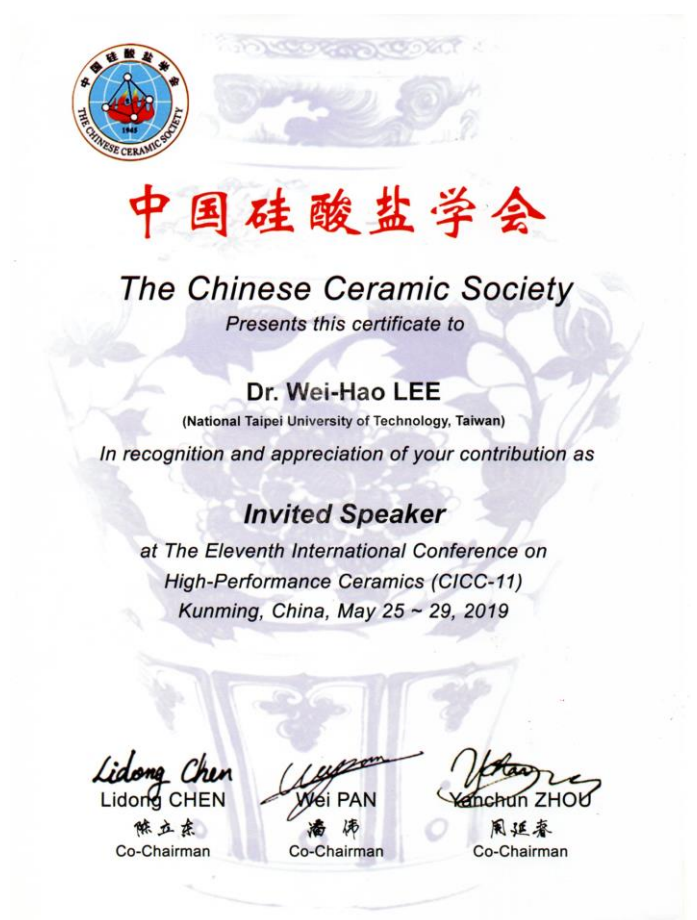 中国硅酸盐学会
THE CHINESE CERAMIC SOCIETY
1945
中国硅酸盐学会
The Chinese Ceramic Society
Presents this certificate to
Dr. Wei-Hao LEE
(National Taipei University of Technology, Taiwan)
In recognition and appreciation of your contribution as
Invited Speaker
at The Eleventh International Conference on
High-Performance Ceramics (CICC-11)
Kunming, China, May 25 ~ 29, 2019
Lidong Chen
Lidong CHEN Wei PAN Yanchun ZHOU
陈立东 潘伟 周延春
Co-Chairman Co-Chairman Co-Chairman